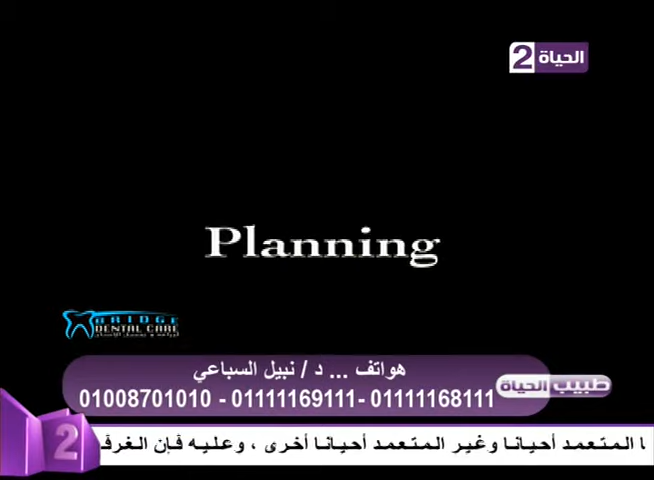 الحياة 2
Planning
BRIDGE
DENTAL CARE
هواتف ... د / نبيل السباعي
01008701010 - 01111169111 - 01111168111
طبيب الحياة
ا المتعمد أحيانا وغير المتعمد أحيانا أخرى ، وعليه فإن الغرف
2